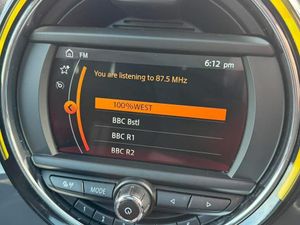 FM
6:12 pm
You are listening to 87.5 MHz
100%WEST
BBC Bstl
BBC R1
BBC R2
MODE